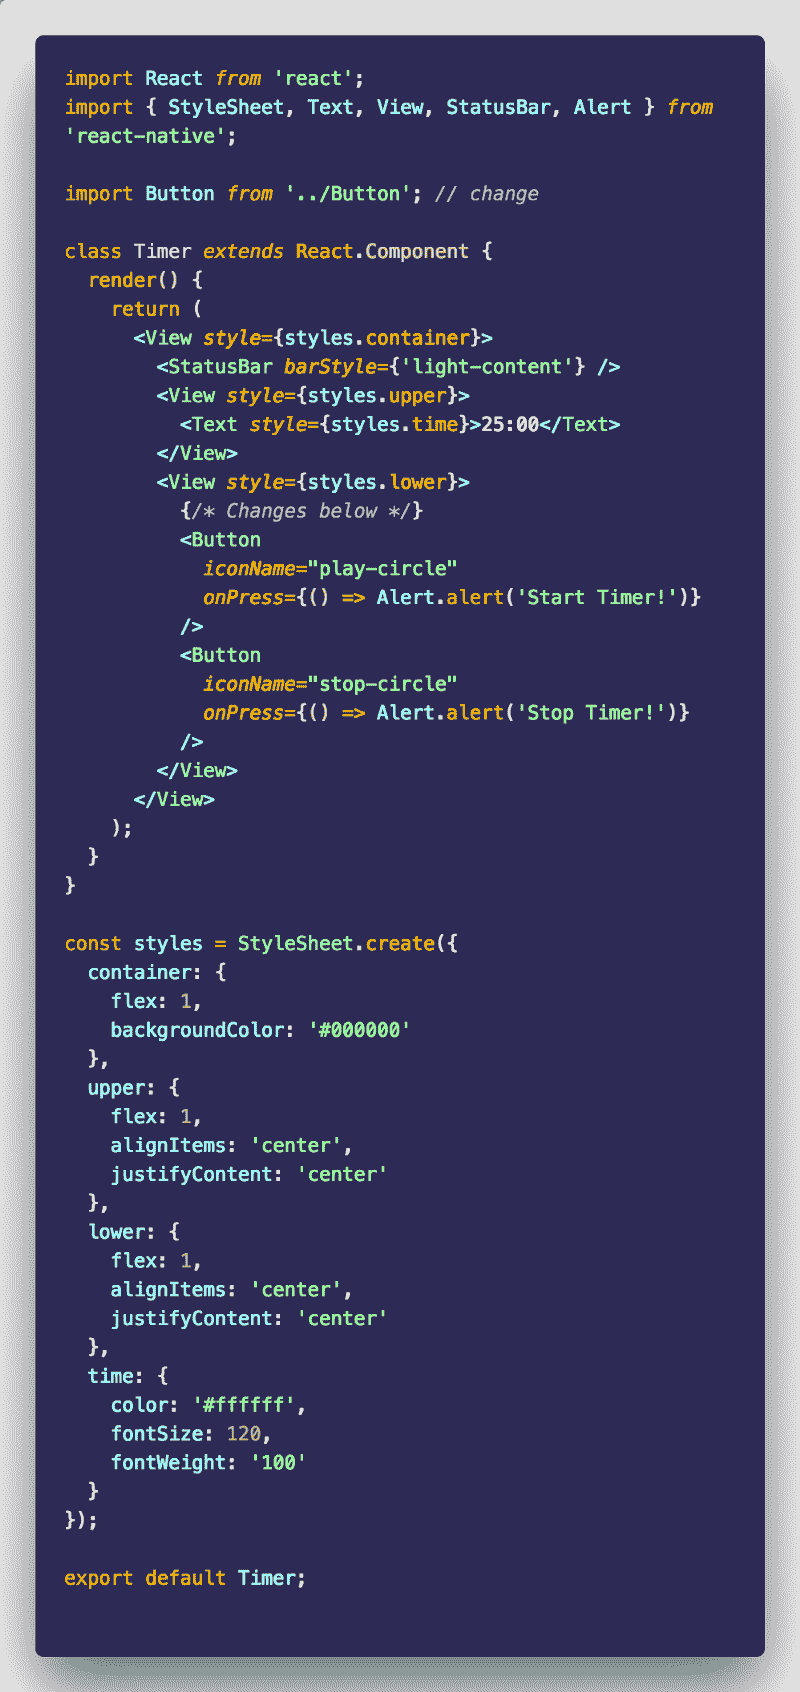 import React from 'react';
import { StyleSheet, Text, View, StatusBar, Alert } from
'react-native';

import Button from '../Button'; // change

class Timer extends React.Component {
  render() {
    return (
      <View style={styles.container}>
        <StatusBar barStyle={'light-content'} />
        <View style={styles.upper}>
          <Text style={styles.time}>25:00</Text>
        </View>
        <View style={styles.lower}>
          {/* Changes below */}
          <Button
            iconName="play-circle"
            onPress={() => Alert.alert('Start Timer!')}
          />
          <Button
            iconName="stop-circle"
            onPress={() => Alert.alert('Stop Timer!')}
          />
        </View>
      </View>
    );
  }
}

const styles = StyleSheet.create({
  container: {
    flex: 1,
    backgroundColor: '#000000'
  },
  upper: {
    flex: 1,
    alignItems: 'center',
    justifyContent: 'center'
  },
  lower: {
    flex: 1,
    alignItems: 'center',
    justifyContent: 'center'
  },
  time: {
    color: '#ffffff',
    fontSize: 120,
    fontWeight: '100'
  }
});

export default Timer;